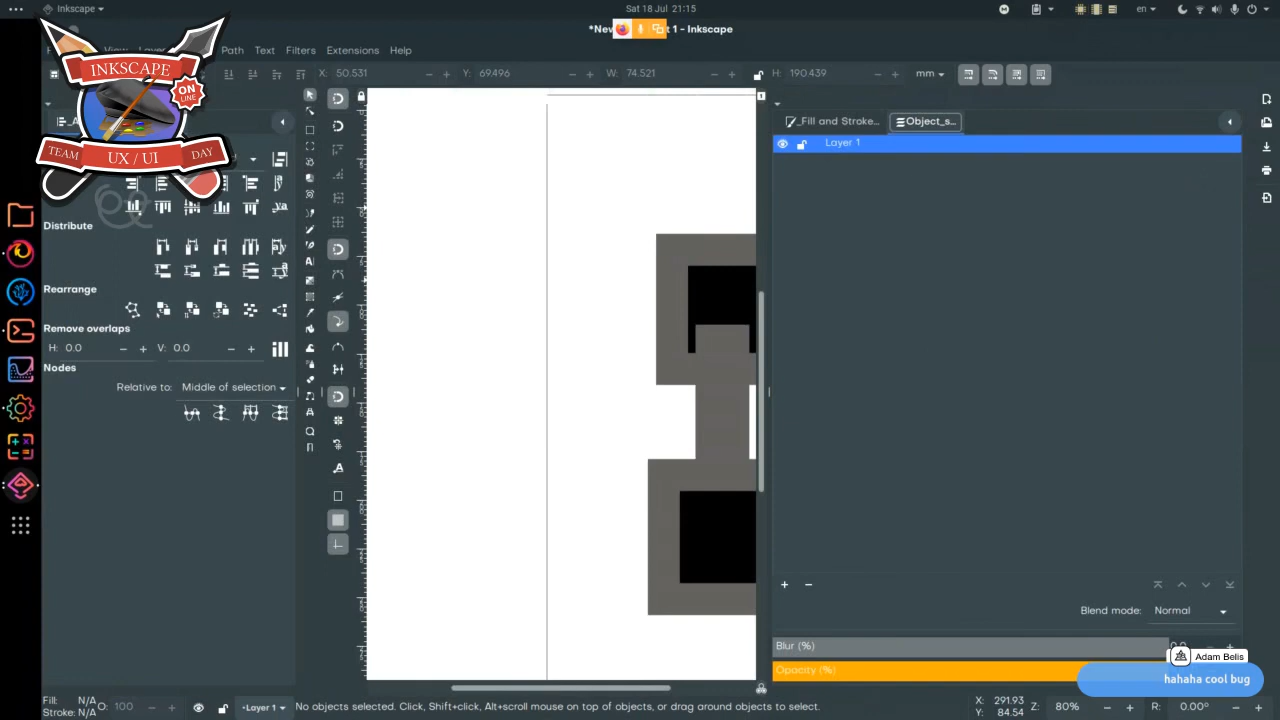 Inkscape
Sat 18 Jul 21:15
en
*New
t 1 - Inkscape
View
Path
Text
Filters
Extensions
Help
X: 50.531
Y: 69.496
W: 74.521
H: 190.439
mm
INKSCAPE
ON
LINE
TEAM
UX / UI
DAY
Fill and Stroke...
Object_s...
Layer 1
Distribute
Rearrange
Remove overlaps
H: 0.0
V: 0.0
Nodes
Relative to:
Middle of selection
Blend mode:
Normal
Blur (%)
Opacity (%)
Adam Belis
hahaha cool bug
Fill: N/A
Stroke: N/A
O: 100
Layer 1
No objects selected. Click, Shift+click, Alt+scroll mouse on top of objects, or drag around objects to select.
X: 291.93
Y: 84.54
Z: 80%
R: 0.00°